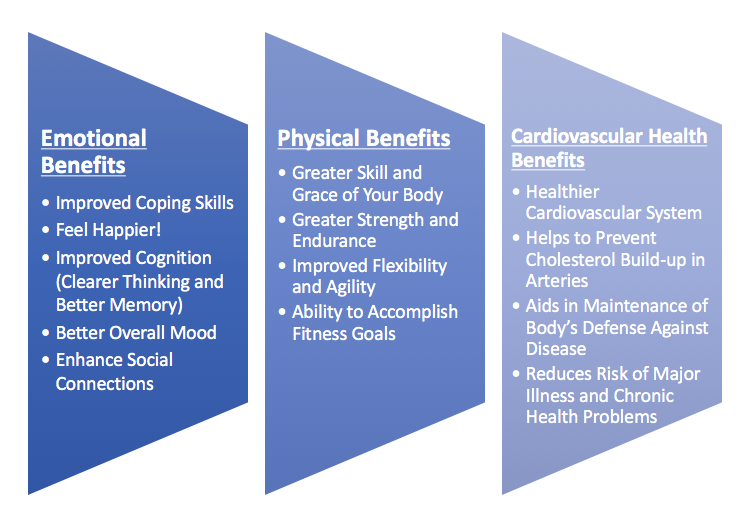 Emotional
Benefits
• Improved Coping Skills
• Feel Happier!
• Improved Cognition
(Clearer Thinking and
Better Memory)
• Better Overall Mood
• Enhance Social
Connections
Physical Benefits
• Greater Skill and
Grace of Your Body
• Greater Strength and
Endurance
• Improved Flexibility
and Agility
• Ability to Accomplish
Fitness Goals
Cardiovascular Health
Benefits
• Healthier
Cardiovascular System
• Helps to Prevent
Cholesterol Build-up in
Arteries
• Aids in Maintenance of
Body’s Defense Against
Disease
• Reduces Risk of Major
Illness and Chronic
Health Problems